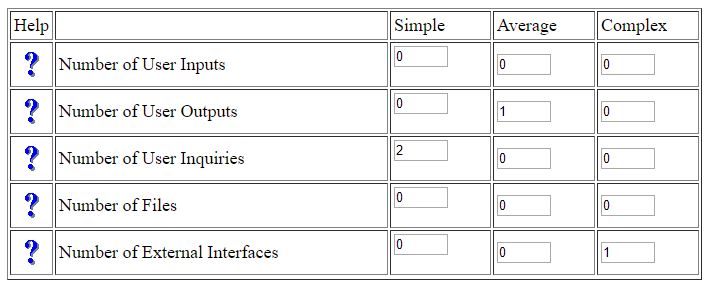 Help Simple Average Complex
? Number of User Inputs 0 0 0
? Number of User Outputs 0 1 0
? Number of User Inquiries 2 0 0
? Number of Files 0 0 0
? Number of External Interfaces 0 0 1